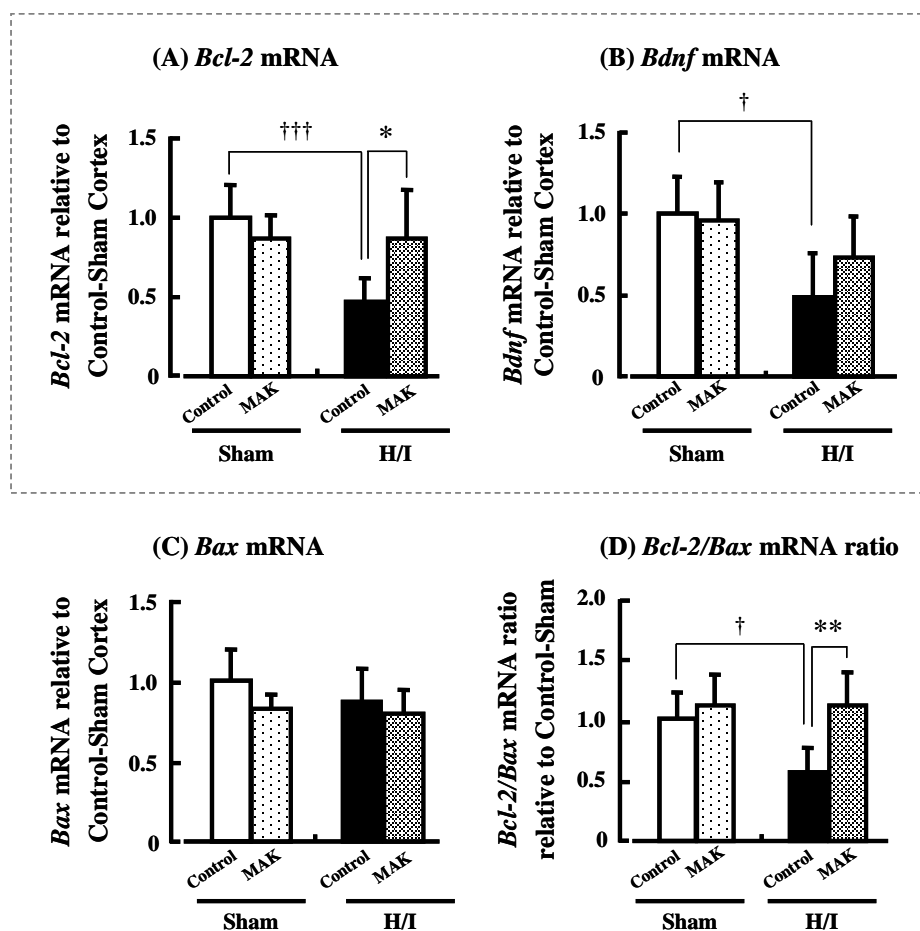 (A) Bcl-2 mRNA
Bcl-2 mRNA relative to
Control-Sham Cortex
1.5
1.0
0.5
0
†††
*
Control
MAK
Control
MAK
Sham
H/I
(B) Bdnf mRNA
Bdnf mRNA relative to
Control-Sham Cortex
1.5
1.0
0.5
0
†
Control
MAK
Control
MAK
Sham
H/I
(C) Bax mRNA
Bax mRNA relative to
Control-Sham Cortex
1.5
1.0
0.5
0
Control
MAK
Control
MAK
Sham
H/I
(D) Bcl-2/Bax mRNA ratio
Bcl-2/Bax mRNA ratio
relative to Control-Sham
2.0
1.5
1.0
0.5
0
†
**
Control
MAK
Control
MAK
Sham
H/I